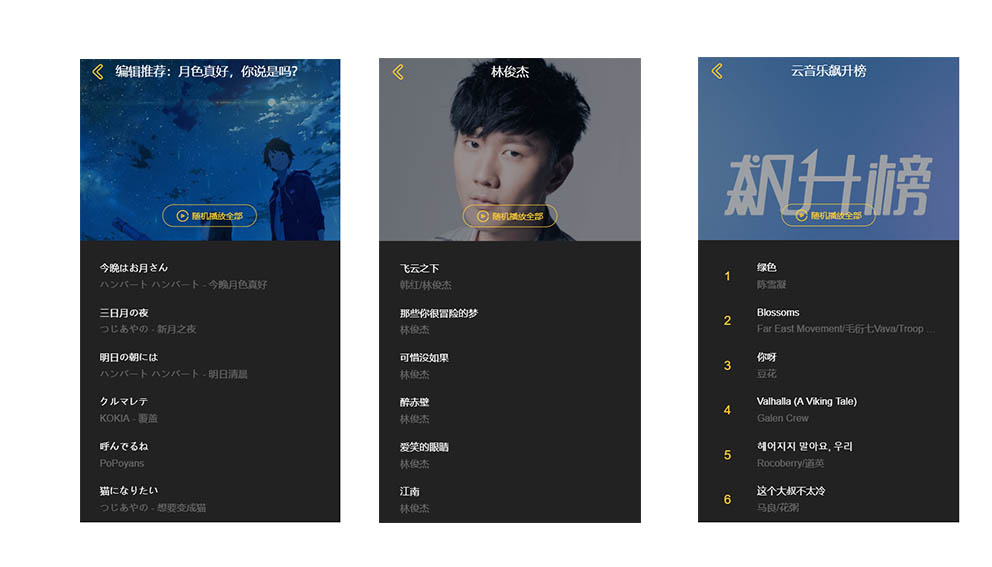 编辑推荐：月色真好，你说是吗?
随机播放全部
今晩はお月さん
ハンバート ハンバート - 今晚月色真好
三日月の夜
つじあやの - 新月之夜
明日の朝には
ハンバート ハンバート - 明日清晨
クルマレテ
KOKIA - 覆盖
呼んでるね
PoPoyans
猫になりたい
つじあやの - 想要变成猫
林俊杰
随机播放全部
飞云之下
韩红/林俊杰
那些你很冒险的梦
林俊杰
可惜没如果
林俊杰
醉赤壁
林俊杰
爱笑的眼睛
林俊杰
江南
林俊杰
云音乐飙升榜
飙升榜
随机播放全部
1 绿色
陈雪凝
2 Blossoms
Far East Movement/毛衍七Vava/Troop ...
3 你呀
豆花
4 Valhalla (A Viking Tale)
Galen Crew
5 헤어지지 말아요, 우리
Rocoberry/道英
6 这个大叔不太冷
马良/花粥